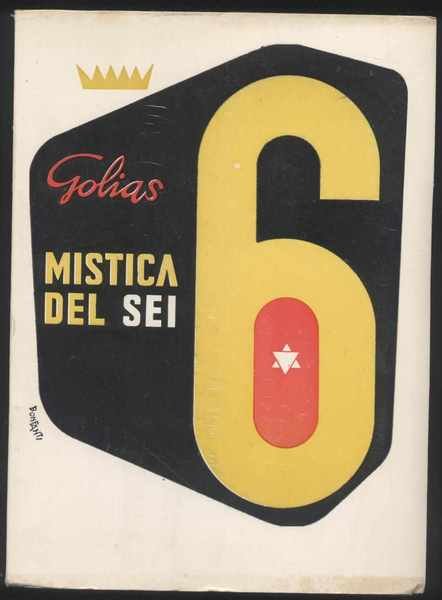 Golias
MISTICA
DEL SEI
6
BONFANTI